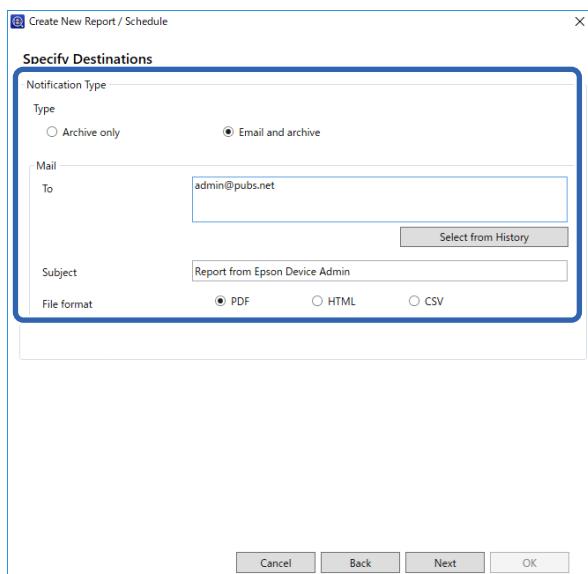 Create New Report / Schedule
Specify Destinations
Notification Type
Type
Archive only Email and archive
Mail
To admin@pubs.net
Select from History
Subject Report from Epson Device Admin
File format PDF HTML CSV
Cancel Back Next OK